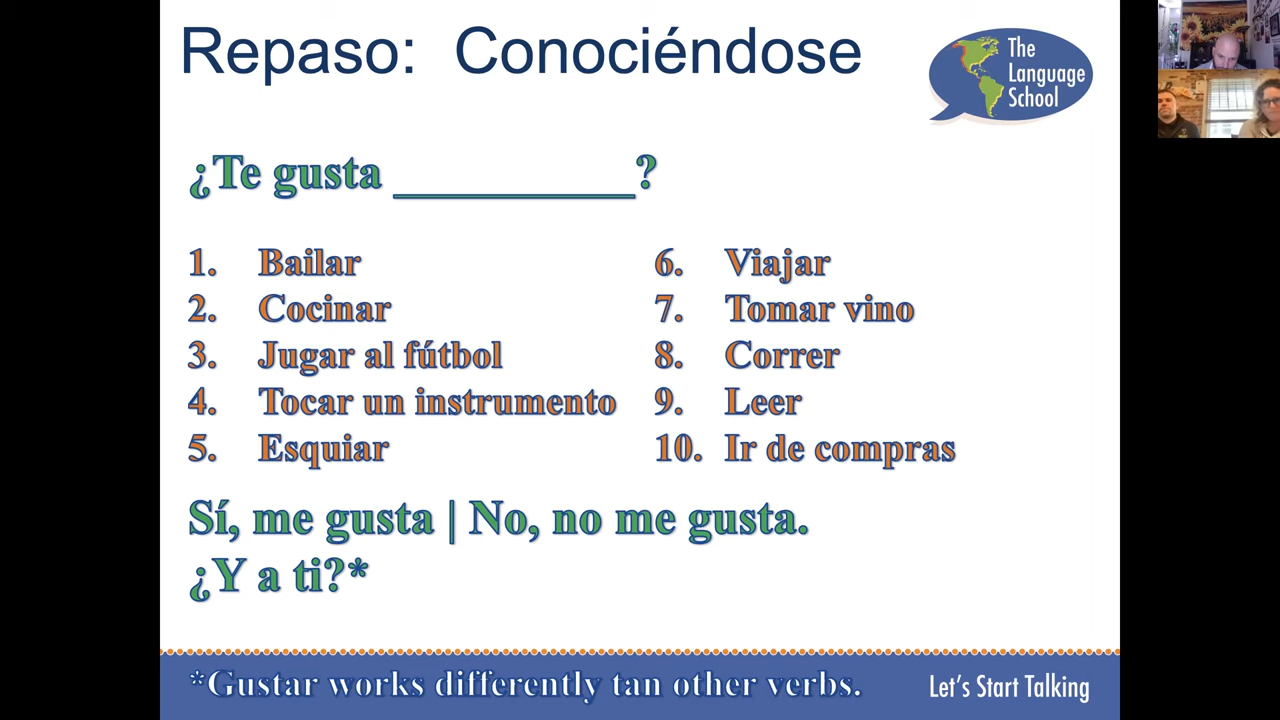 Repaso: Conociéndose
The
Language
School
¿Te gusta __________?
1. Bailar
2. Cocinar
3. Jugar al fútbol
4. Tocar un instrumento
5. Esquiar
6. Viajar
7. Tomar vino
8. Correr
9. Leer
10. Ir de compras
Sí, me gusta | No, no me gusta.
¿Y a ti?*
*Gustar works differently tan other verbs.
Let's Start Talking